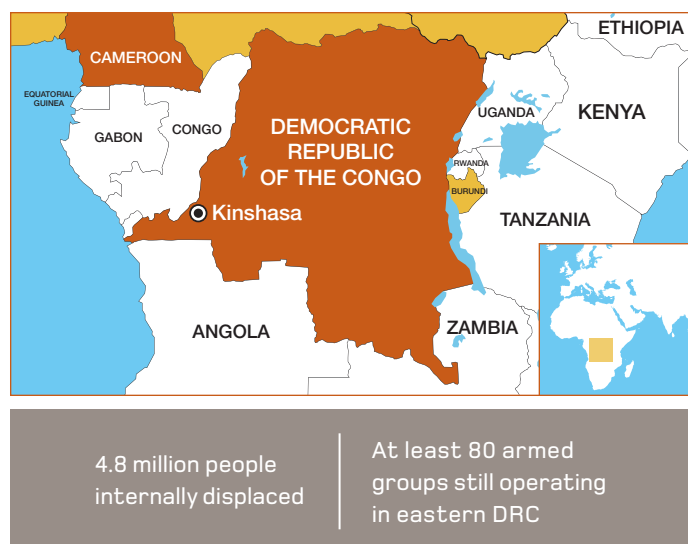 ETHIOPIA
CAMEROON
EQUATORIAL
GUINEA
UGANDA
KENYA
GABON
CONGO
DEMOCRATIC
REPUBLIC
OF THE CONGO
RWANDA
BURUNDI
Kinshasa
TANZANIA
ANGOLA
ZAMBIA
4.8 million people
internally displaced
At least 80 armed
groups still operating
in eastern DRC